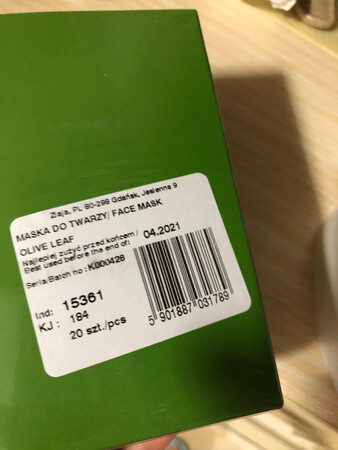 Ziaja, PL 80-298 Gdańsk, Jesienna 9
MASKA DO TWARZY/ FACE MASK
OLIVE LEAF
Najlepiej zużyć przed końcem /
Best used before the end of: 04.2021
Seria/Batch no : K000426
Ind: 15361
KJ : 184
20 szt./pcs
5 901887 031789